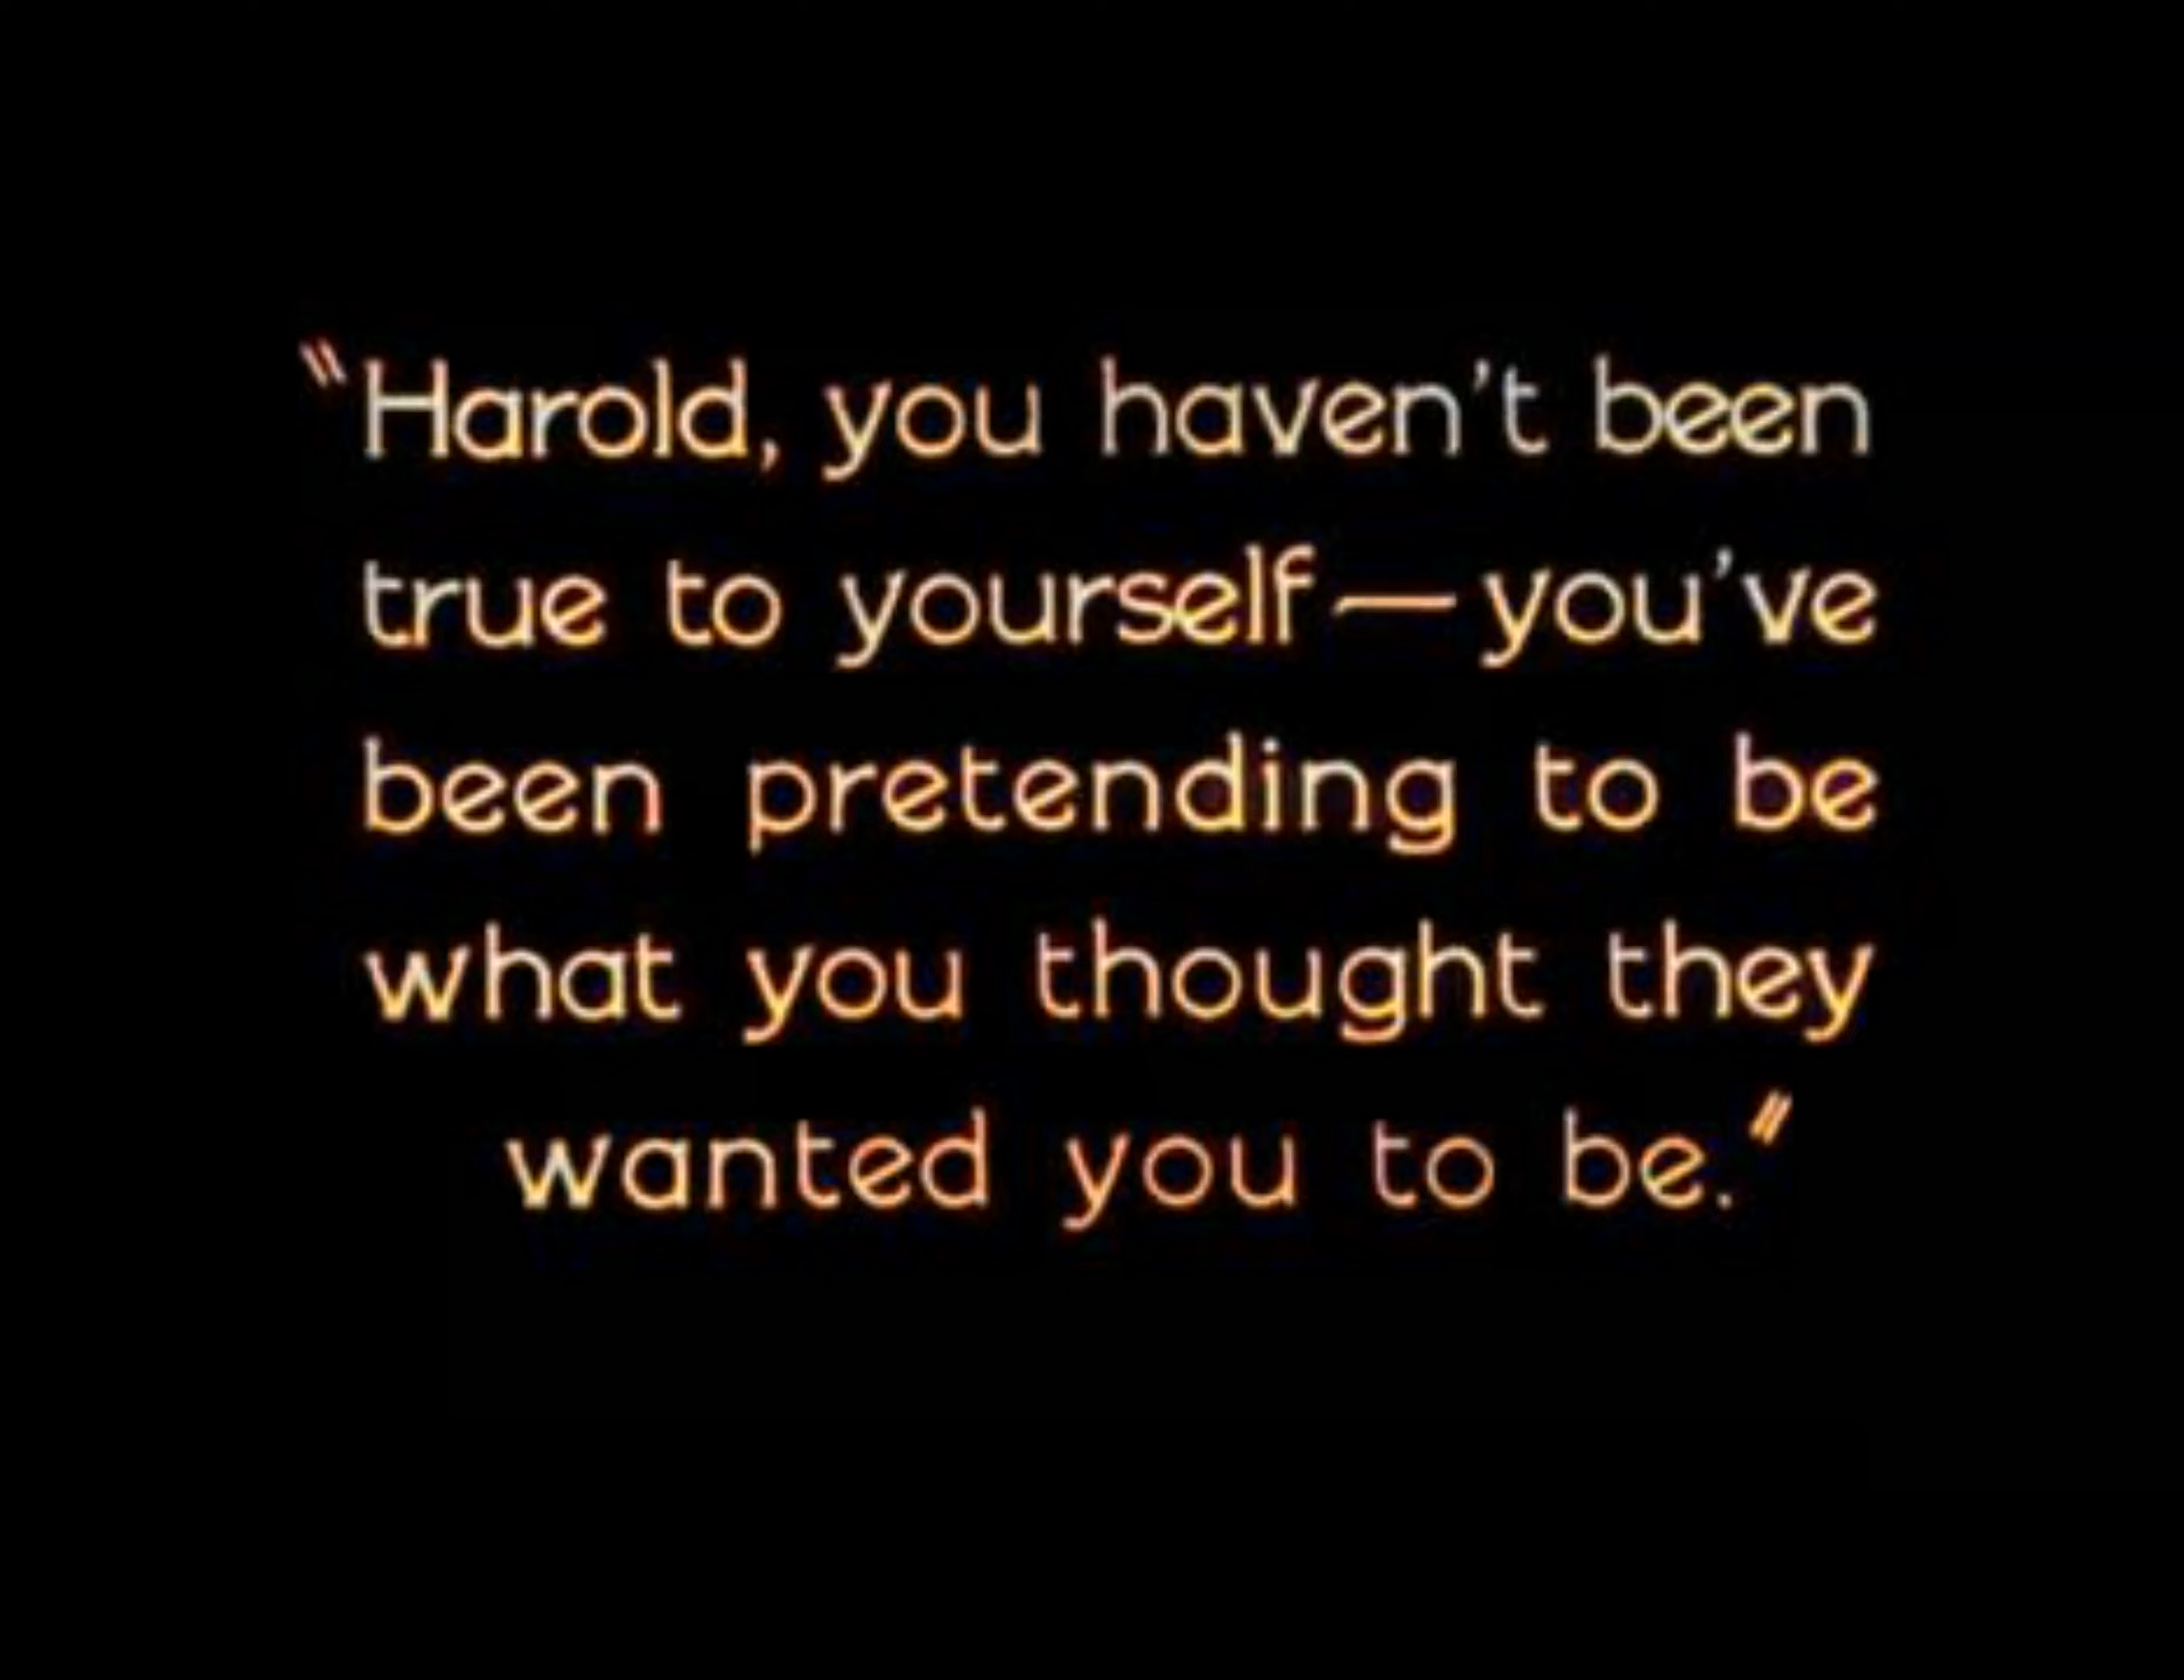 "Harold, you haven't been
true to yourself—you've
been pretending to be
what you thought they
wanted you to be."